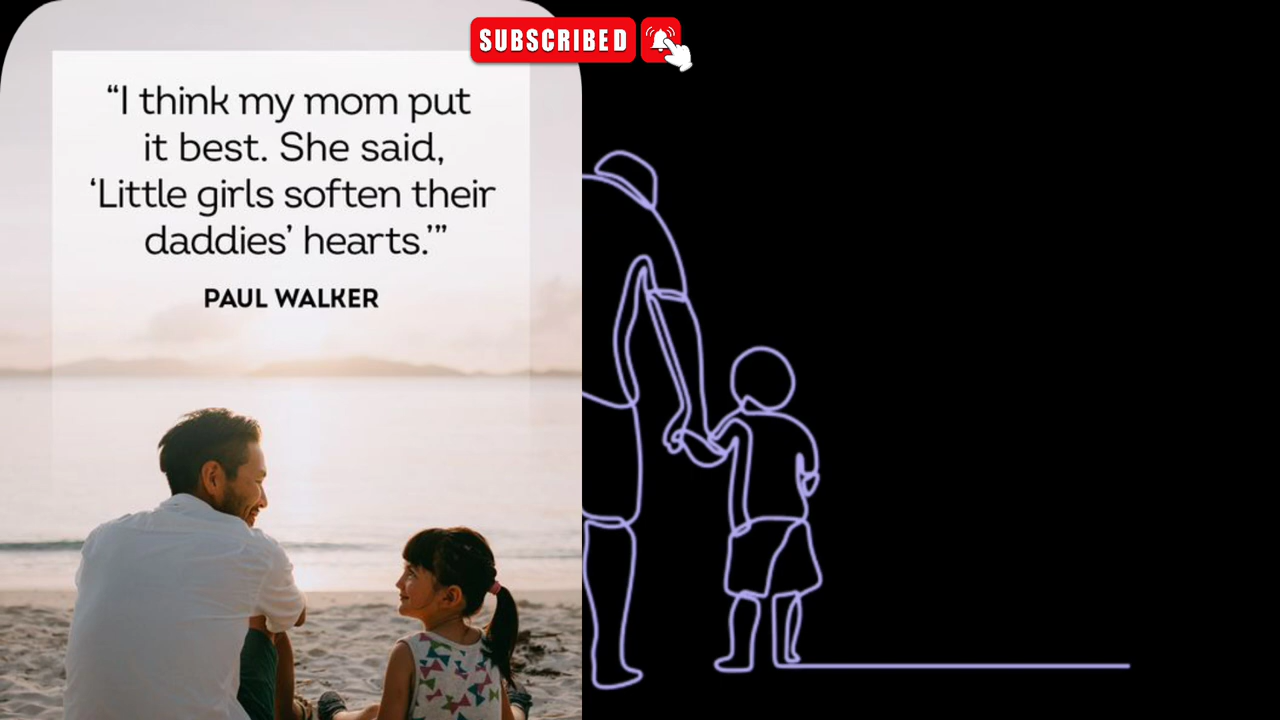 SUBSCRIBED
“I think my mom put
it best. She said,
‘Little girls soften their
daddies’ hearts.’”
PAUL WALKER